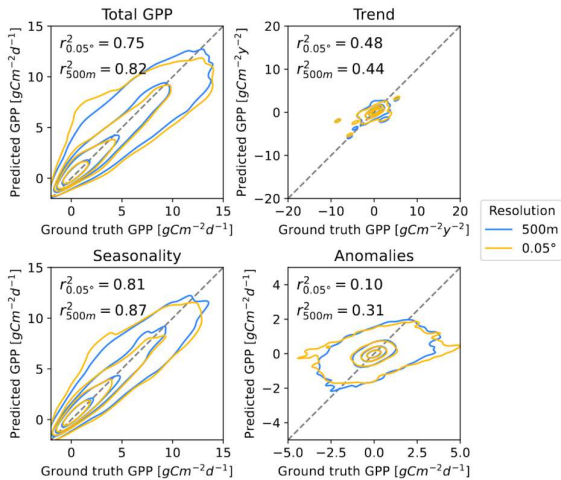 Total GPP
r²0.05° = 0.75
r²500m = 0.82
Predicted GPP [gCm−2d−1]
15
10
5
0
0
5
10
15
Ground truth GPP [gCm−2d−1]
Trend
r²0.05° = 0.48
r²500m = 0.44
Predicted GPP [gCm−2y−2]
20
10
0
−10
−20
−20
−10
0
10
20
Ground truth GPP [gCm−2y−2]
Resolution
500m
0.05°
Seasonality
r²0.05° = 0.81
r²500m = 0.87
Predicted GPP [gCm−2d−1]
15
10
5
0
0
5
10
15
Ground truth GPP [gCm−2d−1]
Anomalies
r²0.05° = 0.10
r²500m = 0.31
Predicted GPP [gCm−2d−1]
4
2
0
−2
−4
−5.0
−2.5
0.0
2.5
5.0
Ground truth GPP [gCm−2d−1]